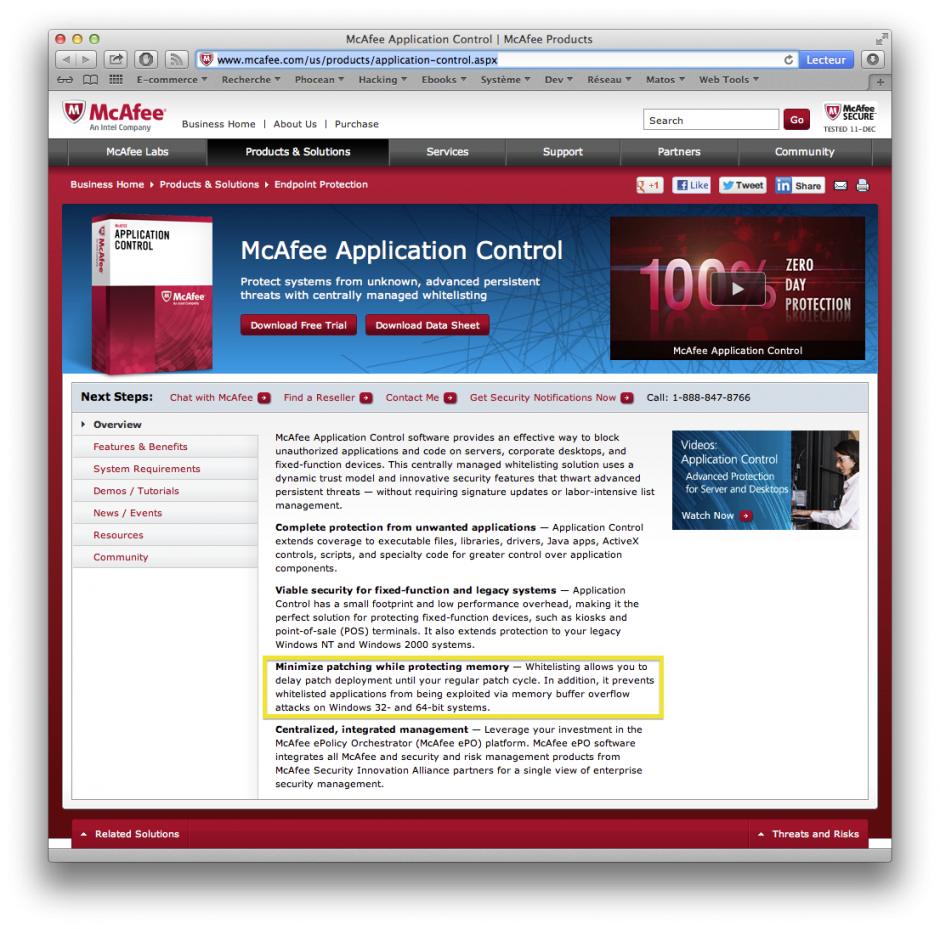 McAfee Application Control | McAfee Products
www.mcafee.com/us/products/application-control.aspx
Lecteur
E-commerce Recherche Phocean Hacking Ebooks Système Dev Réseau Matos Web Tools
McAfee
An Intel Company
Business Home | About Us | Purchase
Search
Go
McAfee
SECURE
TESTED 11-DEC
McAfee Labs Products & Solutions Services Support Partners Community
Business Home Products & Solutions Endpoint Protection
+1 Like Tweet in Share
McAFEE
APPLICATION
CONTROL
McAfee
McAfee
McAfee Application Control
Protect systems from unknown, advanced persistent
threats with centrally managed whitelisting
Download Free Trial Download Data Sheet
100%
ZERO
DAY
PROTECTION
McAfee Application Control
Next Steps: Chat with McAfee Find a Reseller Contact Me Get Security Notifications Now Call: 1-888-847-8766
Overview
Features & Benefits
System Requirements
Demos / Tutorials
News / Events
Resources
Community
McAfee Application Control software provides an effective way to block
unauthorized applications and code on servers, corporate desktops, and
fixed-function devices. This centrally managed whitelisting solution uses a
dynamic trust model and innovative security features that thwart advanced
persistent threats — without requiring signature updates or labor-intensive list
management.
Complete protection from unwanted applications — Application Control
extends coverage to executable files, libraries, drivers, Java apps, ActiveX
controls, scripts, and specialty code for greater control over application
components.
Viable security for fixed-function and legacy systems — Application
Control has a small footprint and low performance overhead, making it the
perfect solution for protecting fixed-function devices, such as kiosks and
point-of-sale (POS) terminals. It also extends protection to your legacy
Windows NT and Windows 2000 systems.
Minimize patching while protecting memory — Whitelisting allows you to
delay patch deployment until your regular patch cycle. In addition, it prevents
whitelisted applications from being exploited via memory buffer overflow
attacks on Windows 32- and 64-bit systems.
Centralized, integrated management — Leverage your investment in the
McAfee ePolicy Orchestrator (McAfee ePO) platform. McAfee ePO software
integrates all McAfee and security and risk management products from
McAfee Security Innovation Alliance partners for a single view of enterprise
security management.
Videos:
Application Control
Advanced Protection
for Server and Desktops
Watch Now
Related Solutions
Threats and Risks